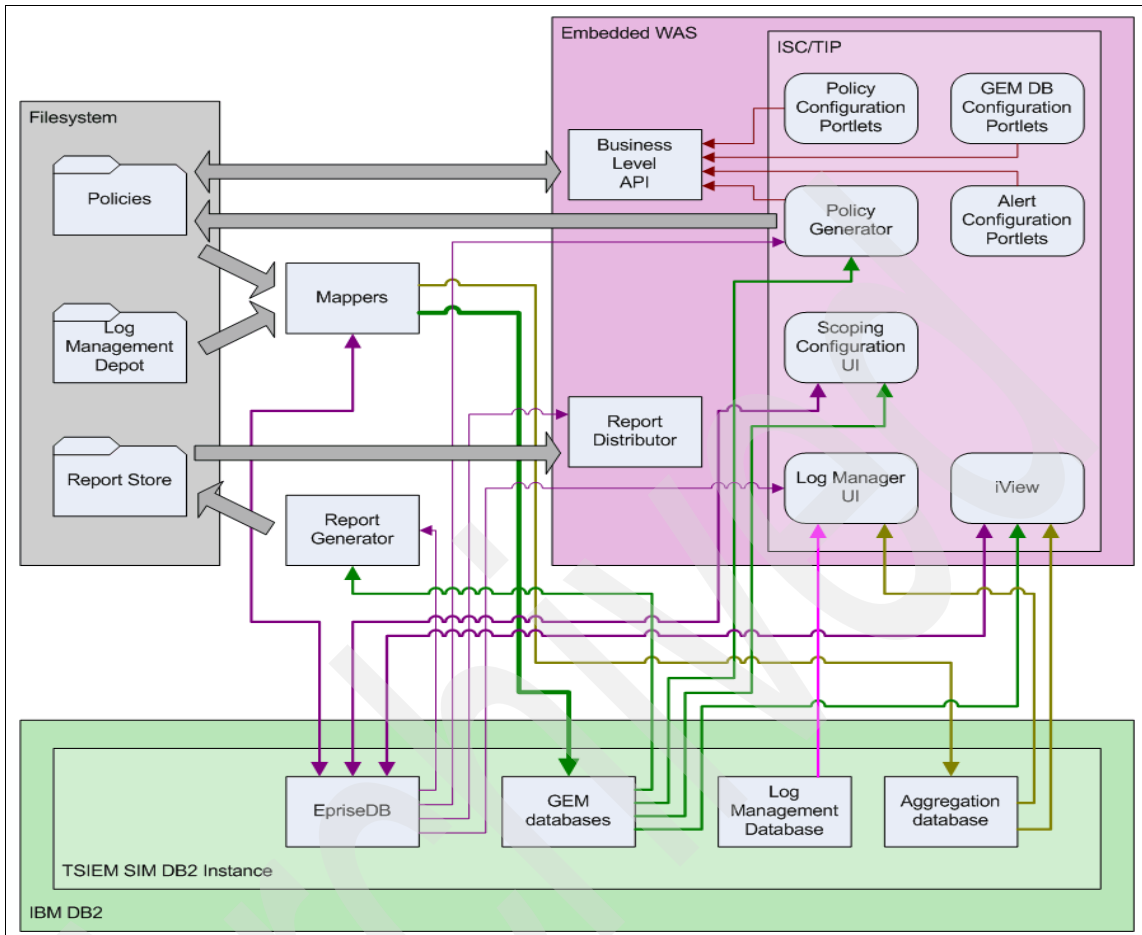 Embedded WAS
ISC/TIP
Policy
Configuration
Portlets
GEM DB
Configuration
Portlets
Filesystem
Business
Level
API
Policies
Policy
Generator
Alert
Configuration
Portlets
Mappers
Log
Management
Depot
Scoping
Configuration
UI
Report
Distributor
Report Store
Log Manager
UI
iView
Report
Generator
EpriseDB
GEM
databases
Log
Management
Database
Aggregation
database
TSIEM SIM DB2 Instance
IBM DB2